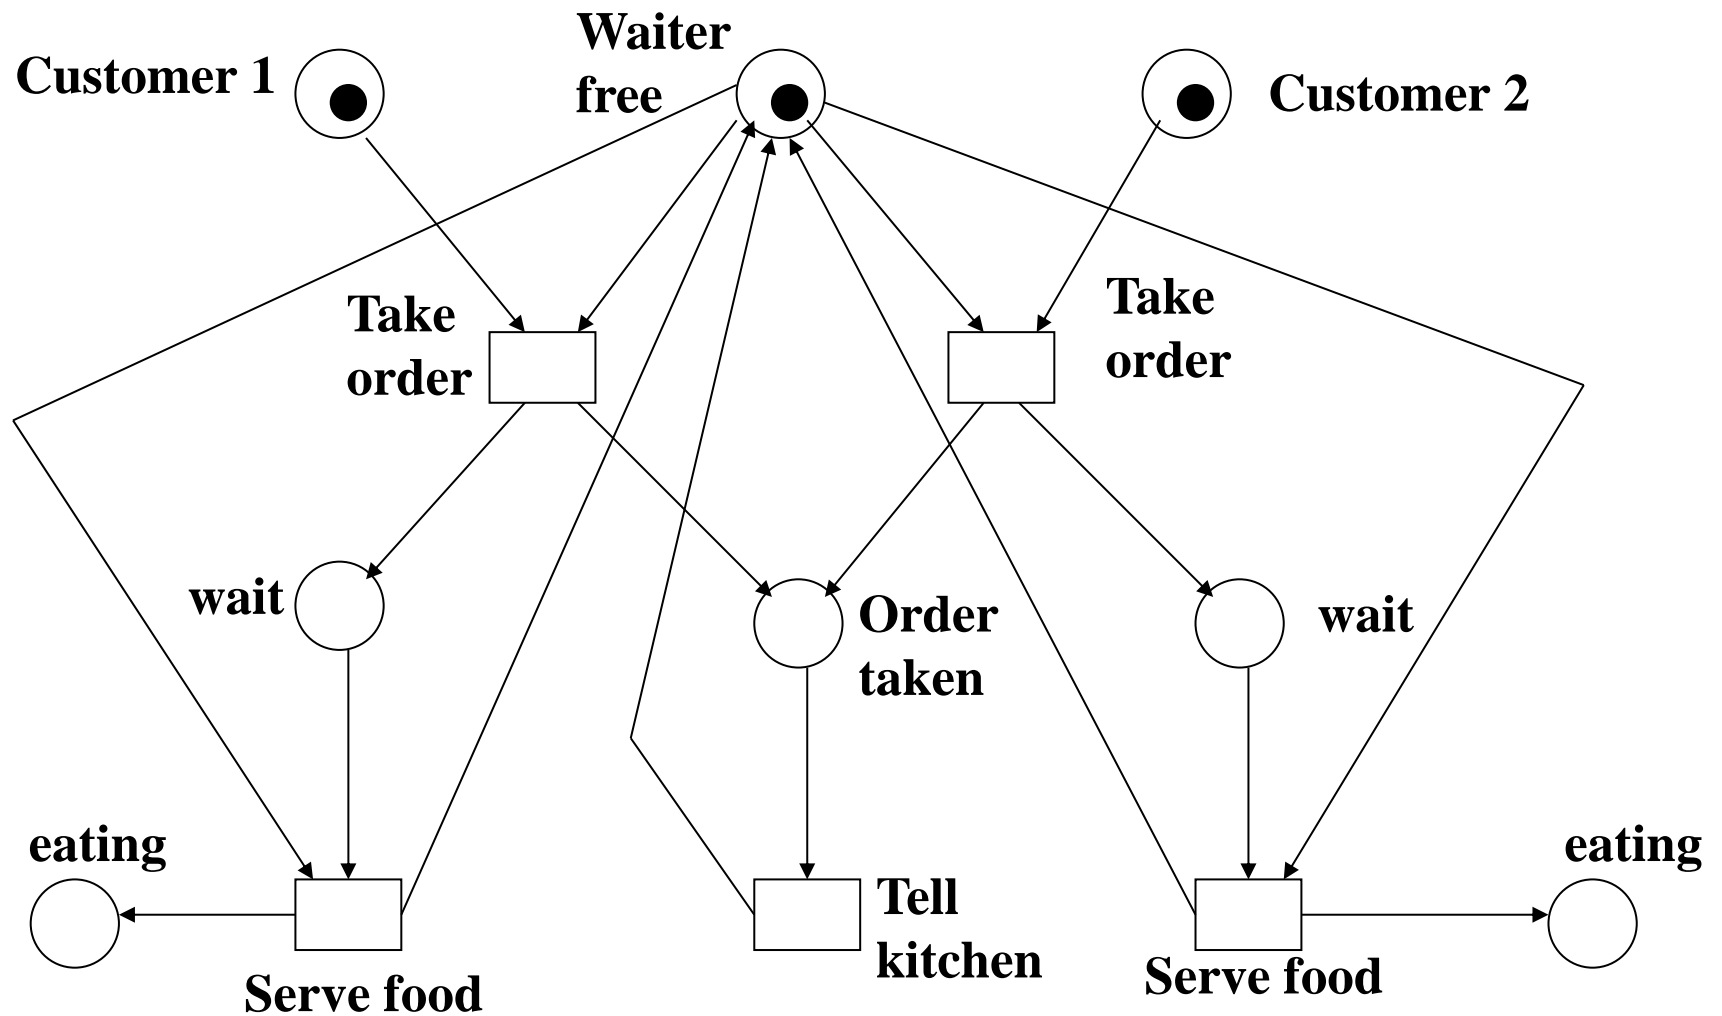 Customer 1
Waiter
free
Customer 2
Take
order
Take
order
wait
Order
taken
wait
eating
Serve food
Tell
kitchen
Serve food
eating